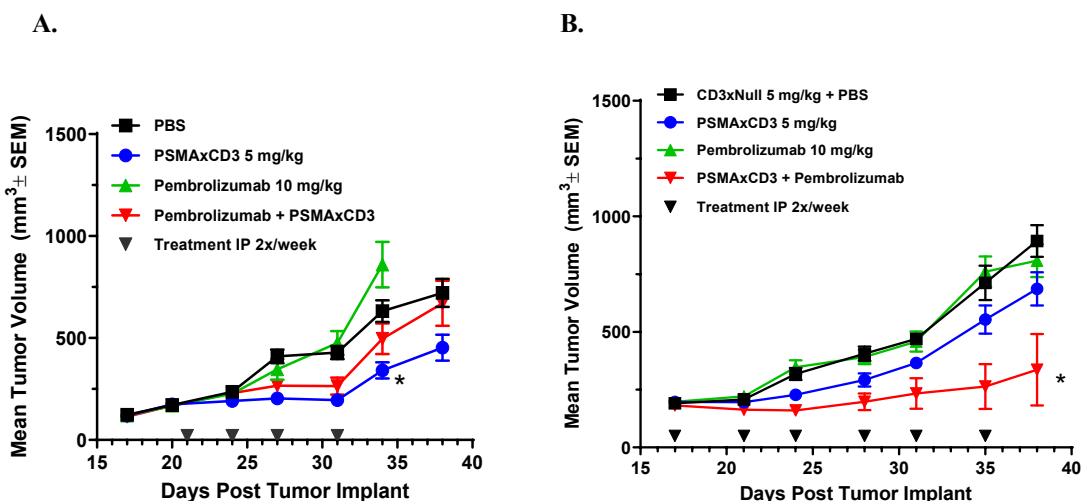 A.
PBS
PSMAxCD3 5 mg/kg
Pembrolizumab 10 mg/kg
Pembrolizumab + PSMAxCD3
Treatment IP 2x/week
Mean Tumor Volume (mm³± SEM)
1500
1000
500
0
*
15 20 25 30 35 40
Days Post Tumor Implant
B.
CD3xNull 5 mg/kg + PBS
PSMAxCD3 5 mg/kg
Pembrolizumab 10 mg/kg
PSMAxCD3 + Pembrolizumab
Treatment IP 2x/week
Mean Tumor Volume (mm³± SEM)
1500
1000
500
0
*
15 20 25 30 35 40
Days Post Tumor Implant